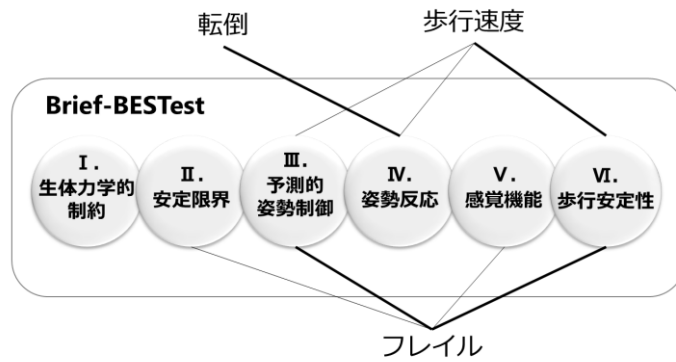 転倒
歩行速度
Brief-BESTest
Ⅰ.
生体力学的
制約
Ⅱ.
安定限界
Ⅲ.
予測的
姿勢制御
Ⅳ.
姿勢反応
Ⅴ.
感覚機能
Ⅵ.
歩行安定性
フレイル